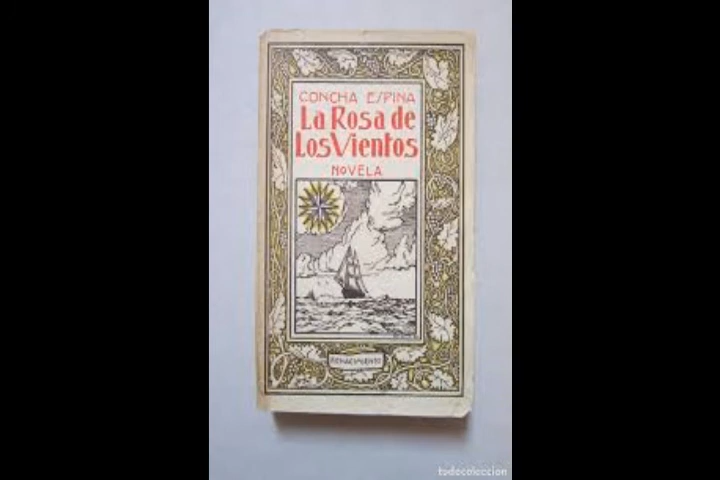 CONCHA ESPINA
La Rosa de
Los Vientos
NOVELA
RENACIMIENTO
todocoleccion